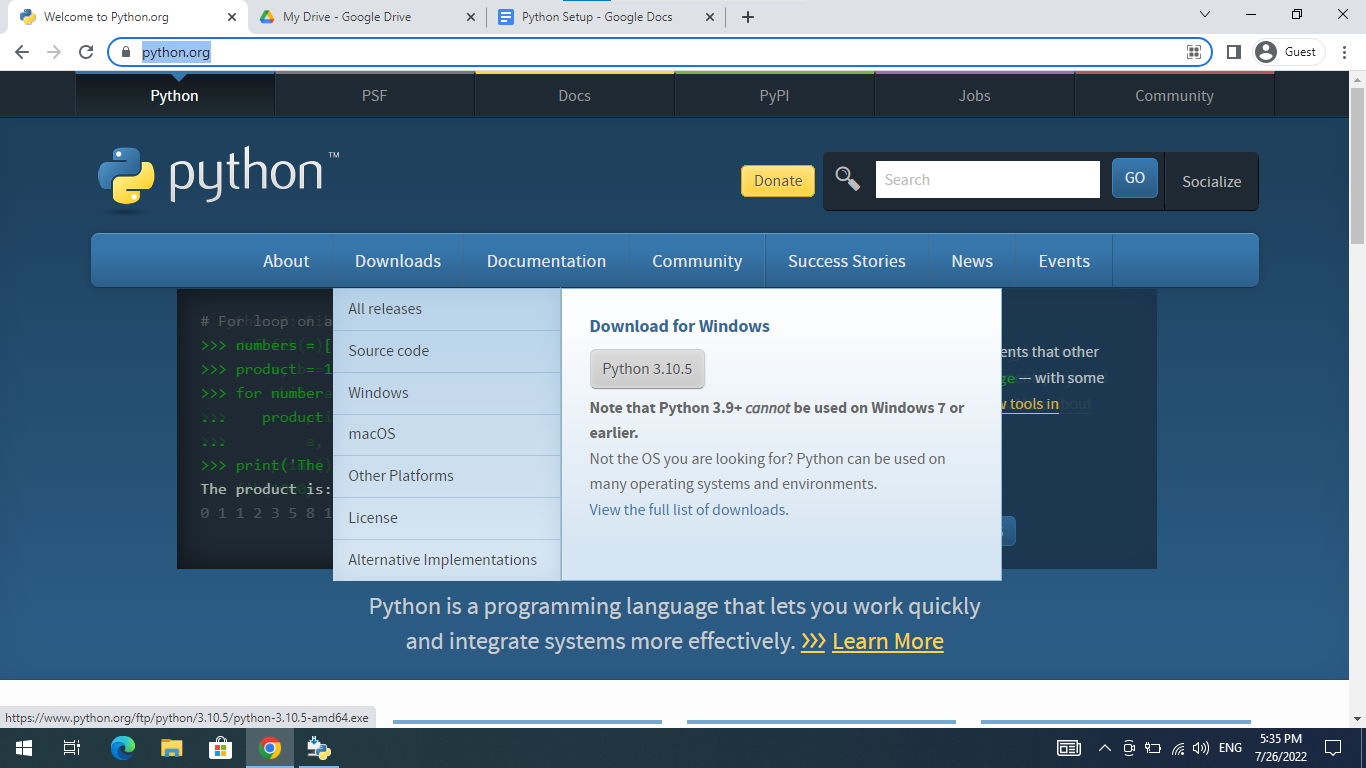 Welcome to Python.org
My Drive - Google Drive
Python Setup - Google Docs
python.org
Guest
Python
PSF
Docs
PyPI
Jobs
Community
python™
Donate
Search
GO
Socialize
About
Downloads
Documentation
Community
Success Stories
News
Events
# For loop on a
>>> numbers = [
>>> product = 1
>>> for number
... product
...
>>> print('The
The product is:
0 1 1 2 3 5 8 1
All releases
Source code
Windows
macOS
Other Platforms
License
Alternative Implementations
Download for Windows
Python 3.10.5
Note that Python 3.9+ cannot be used on Windows 7 or
earlier.
Not the OS you are looking for? Python can be used on
many operating systems and environments.
View the full list of downloads.
ents that other
ge — with some
tools in
Python is a programming language that lets you work quickly
and integrate systems more effectively. >>> Learn More
https://www.python.org/ftp/python/3.10.5/python-3.10.5-amd64.exe
ENG
5:35 PM
7/26/2022